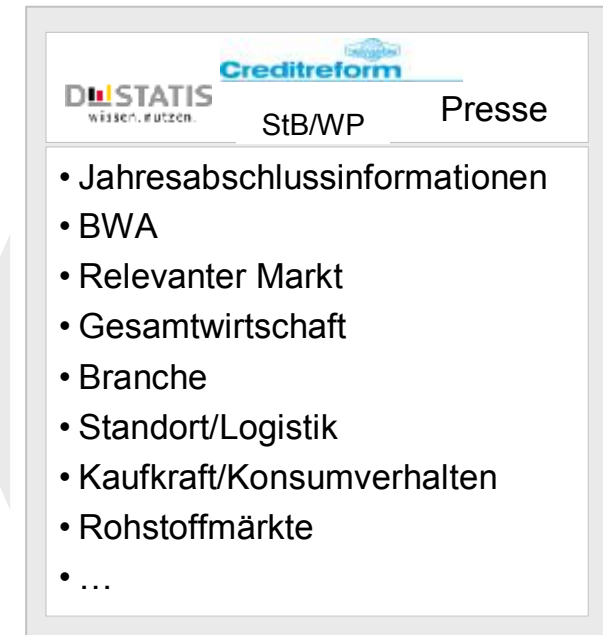 Creditreform
DESTATIS
wissen.nutzen.
StB/WP
Presse
• Jahresabschlussinformationen
• BWA
• Relevanter Markt
• Gesamtwirtschaft
• Branche
• Standort/Logistik
• Kaufkraft/Konsumverhalten
• Rohstoffmärkte
• …